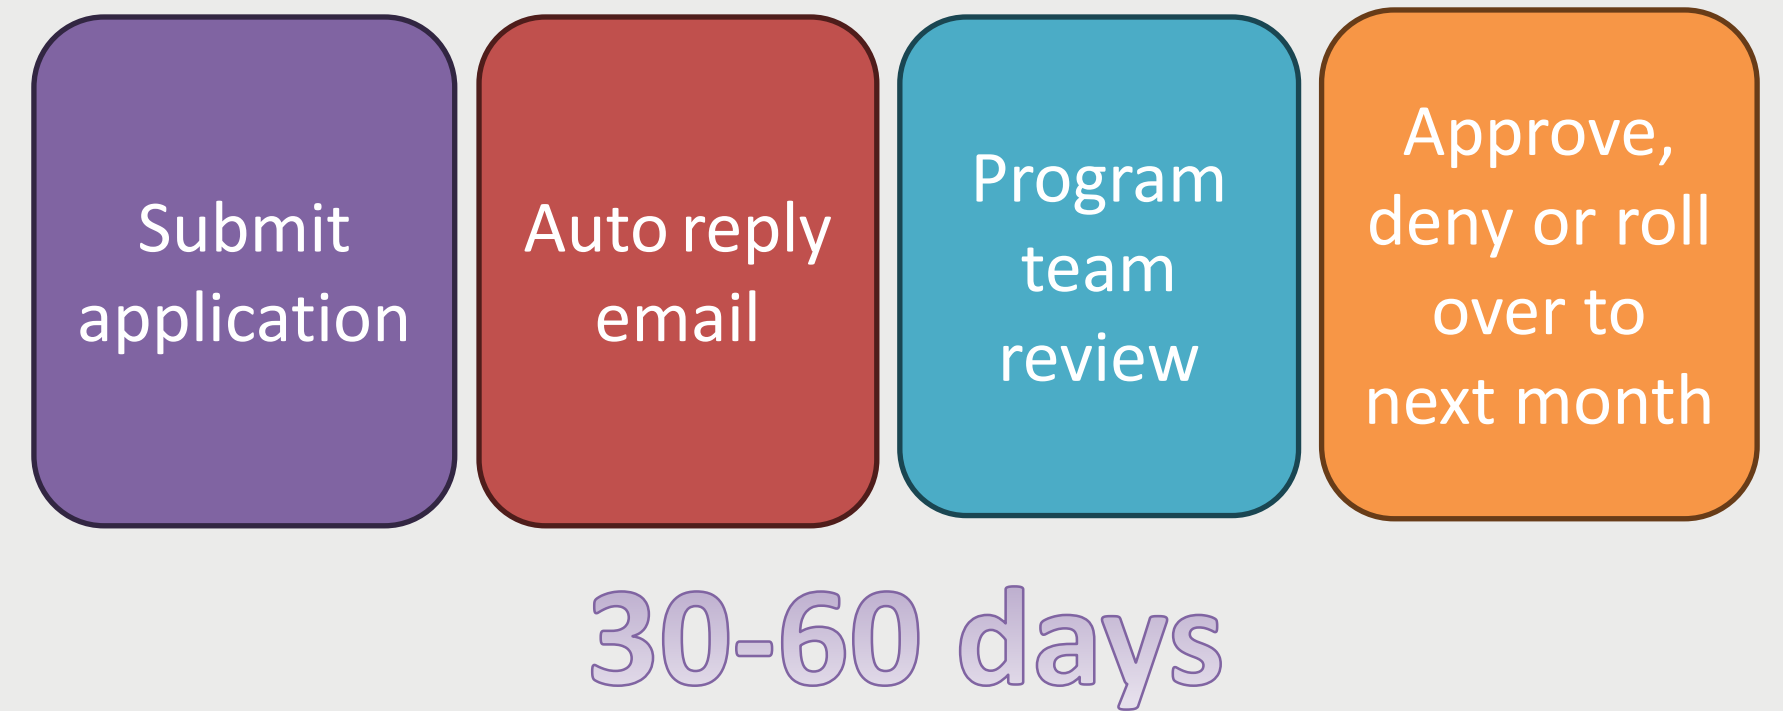 Submit
application
Auto reply
email
Program
team
review
Approve,
deny or roll
over to
next month
30-60 days